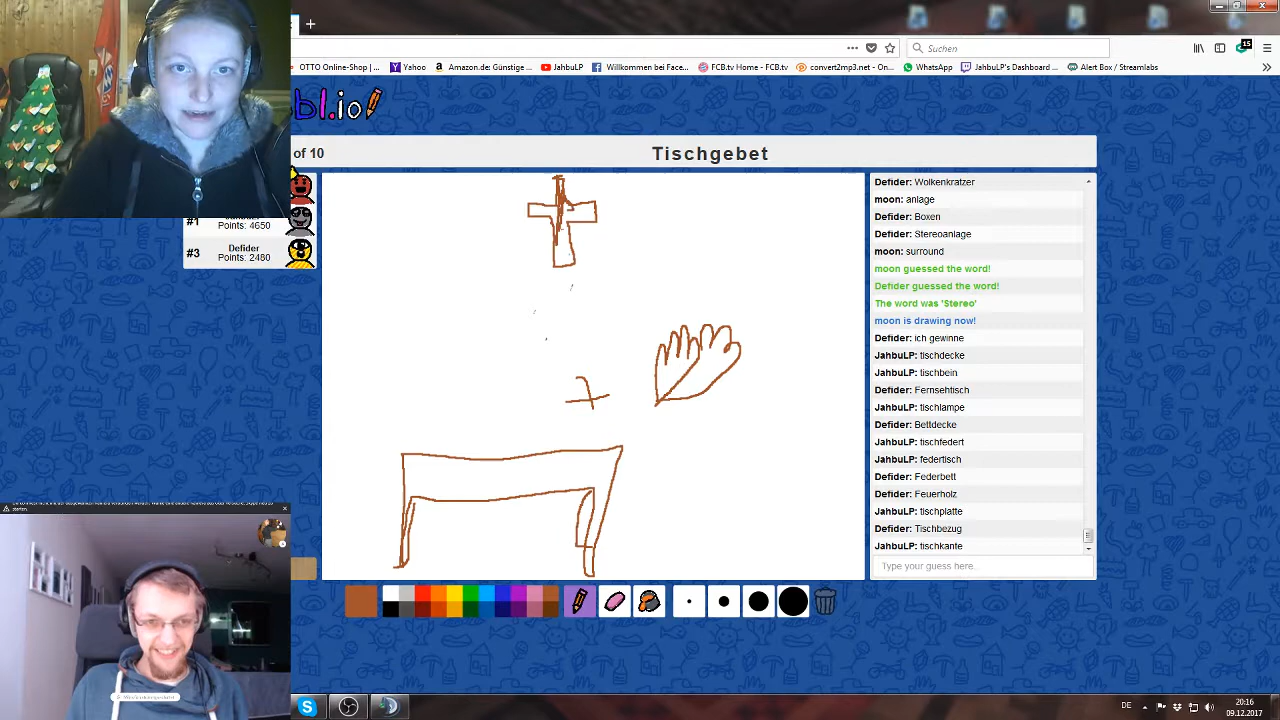 Suchen
15
OTTO Online-Shop | ...
Yahoo
Amazon.de: Günstige ...
YouTube
JahbuLP
Willkommen bei Face...
FCB.tv Home - FCB.tv
convert2mp3.net - On...
WhatsApp
JahbuLP's Dashboard ...
Alert Box / Streamlabs
bbl.io
of 10
Tischgebet
#1
Points: 4650
#3
Defider
Points: 2480
Defider: Wolkenkratzer
moon: anlage
Defider: Boxen
Defider: Stereoanlage
moon: surround
moon guessed the word!
Defider guessed the word!
The word was 'Stereo'
moon is drawing now!
Defider: ich gewinne
JahbuLP: tischdecke
JahbuLP: tischbein
Defider: Fernsehtisch
JahbuLP: tischlampe
Defider: Bettdecke
JahbuLP: tischfedert
JahbuLP: federtisch
Defider: Federbett
Defider: Feuerholz
JahbuLP: tischplatte
Defider: Tischbezug
JahbuLP: tischkante
Type your guess here...
DE
20:16
09.12.2017